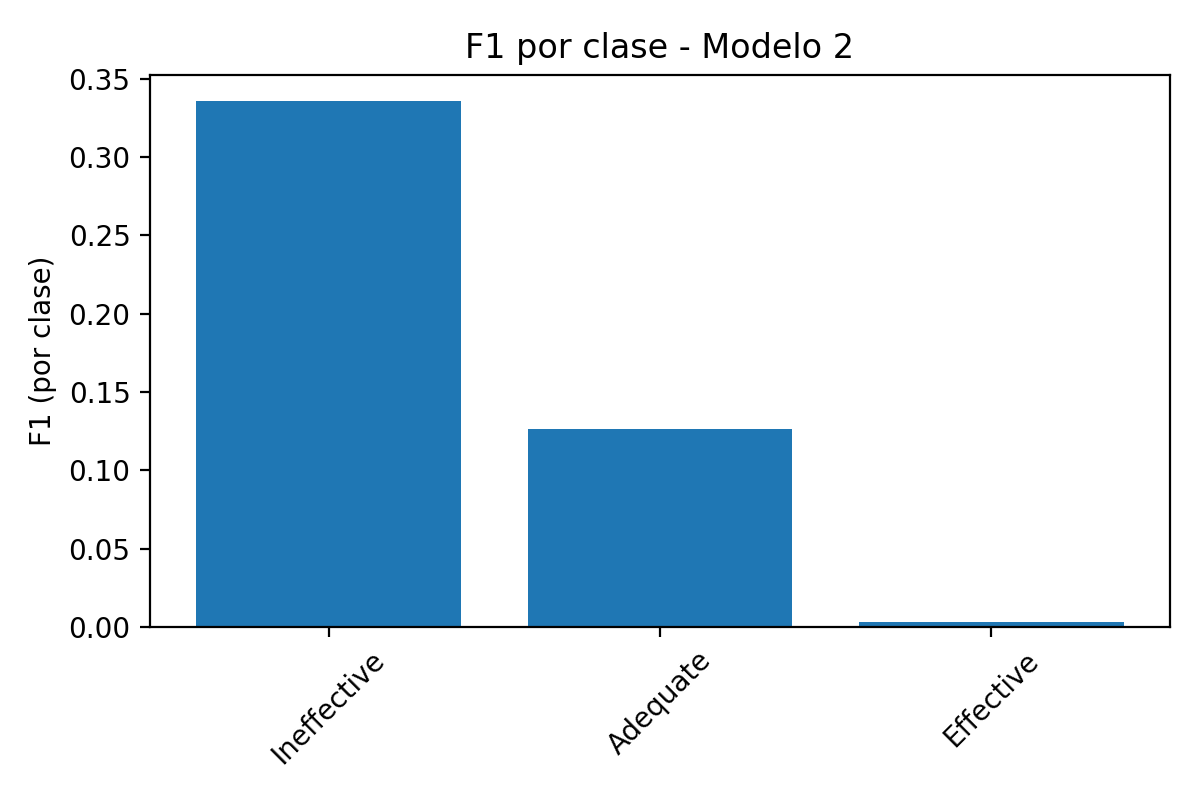 F1 por clase - Modelo 2
F1 (por clase)
0.35
0.30
0.25
0.20
0.15
0.10
0.05
0.00
Ineffective
Adequate
Effective